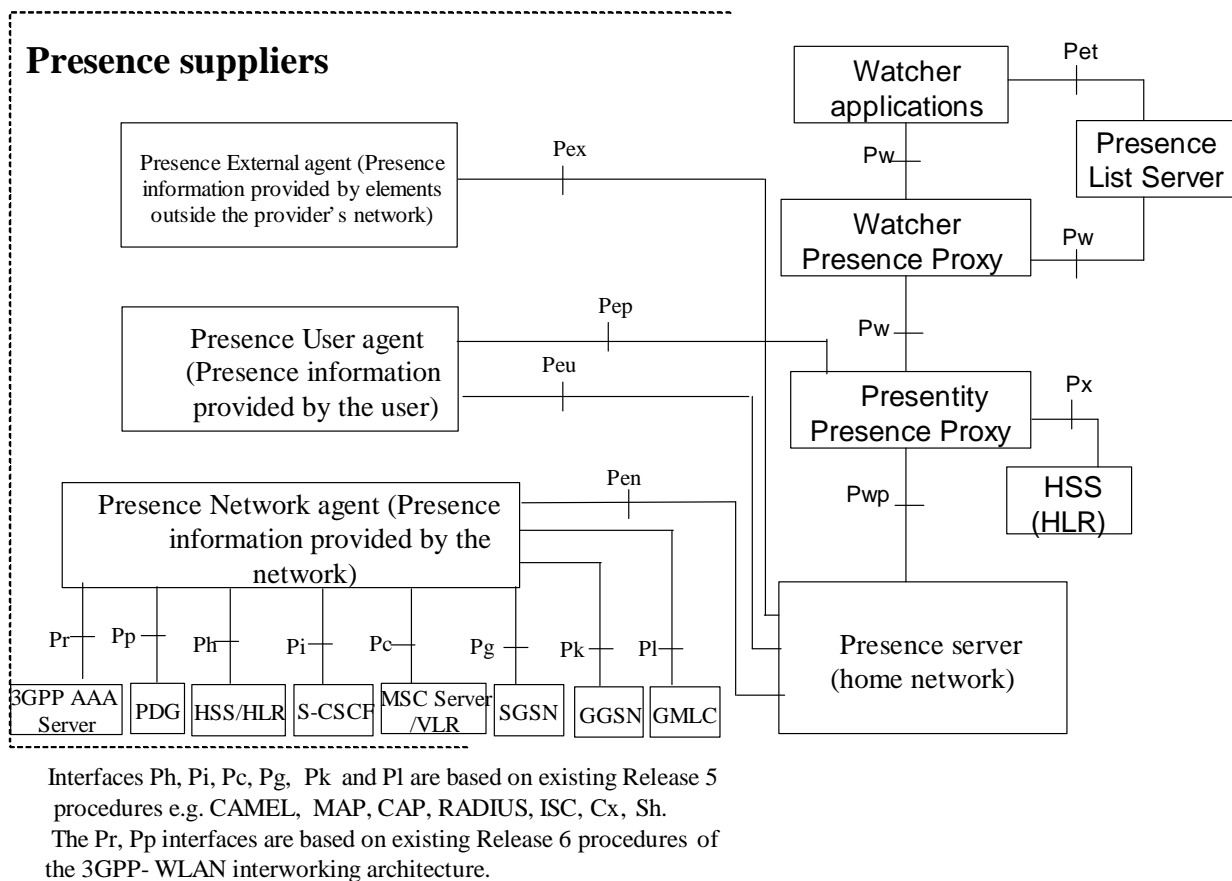 Presence suppliers
Presence External agent (Presence
information provided by elements
outside the provider's network)
Pex
Presence User agent
(Presence information
provided by the user)
Pep
Peu
Presence Network agent (Presence
information provided by the
network)
Pen
Pr
Pp
Ph
Pi
Pc
Pg
Pk
Pl
3GPP AAA
Server
PDG
HSS/HLR
S-CSCF
MSC Server
/VLR
SGSN
GGSN
GMLC
Watcher
applications
Pet
Presence
List Server
Pw
Watcher
Presence Proxy
Pw
Pw
Presentity
Presence Proxy
Px
HSS
(HLR)
Pwp
Presence server
(home network)
Interfaces Ph, Pi, Pc, Pg, Pk and Pl are based on existing Release 5
procedures e.g. CAMEL, MAP, CAP, RADIUS, ISC, Cx, Sh.
The Pr, Pp interfaces are based on existing Release 6 procedures of
the 3GPP- WLAN interworking architecture.